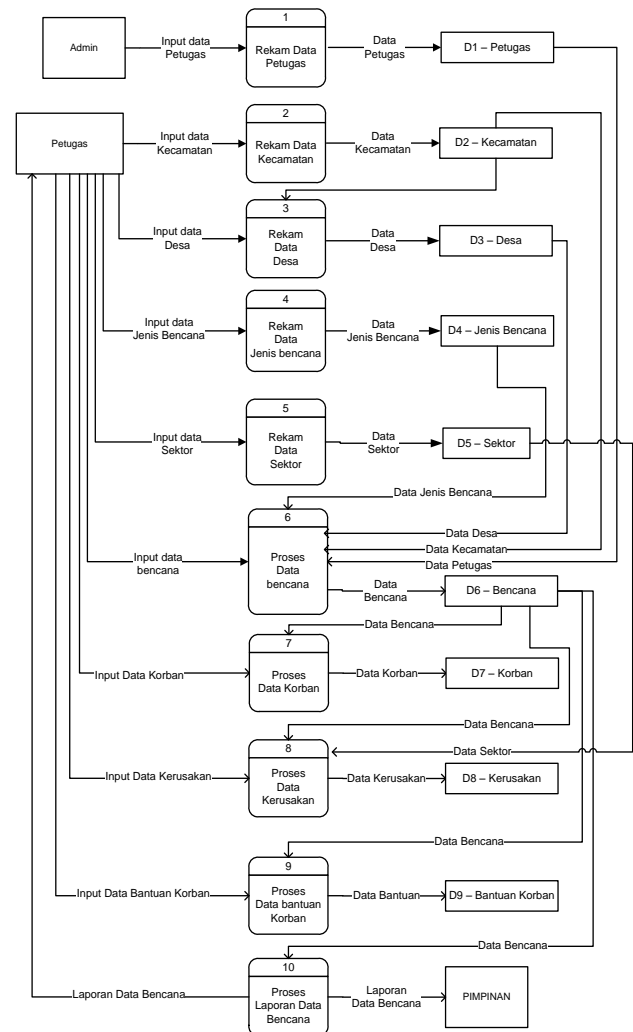 1
Admin
Input data
Petugas
Rekam Data
Petugas
Data
Petugas
D1 – Petugas
2
Petugas
Input data
Kecamatan
Rekam Data
Kecamatan
Data
Kecamatan
D2 – Kecamatan
3
Input data
Desa
Rekam
Data
Desa
Data
Desa
D3 – Desa
4
Input data
Jenis Bencana
Rekam
Data
Jenis bencana
Data
Jenis Bencana
D4 – Jenis Bencana
5
Input data
Sektor
Rekam
Data
Sektor
Data
Sektor
D5 – Sektor
Data Jenis Bencana
6
Input data
bencana
Proses
Data
bencana
Data Desa
Data Kecamatan
Data Petugas
Data
Bencana
D6 – Bencana
Data Bencana
7
Input Data Korban
Proses
Data Korban
Data Korban
D7 – Korban
Data Bencana
8
Data Sektor
Input Data Kerusakan
Proses
Data
Kerusakan
Data Kerusakan
D8 – Kerusakan
Data Bencana
9
Input Data Bantuan Korban
Proses
Data bantuan
Korban
Data Bantuan
D9 – Bantuan Korban
Data Bencana
10
Laporan Data Bencana
Proses
Laporan Data
Bencana
Laporan
Data Bencana
PIMPINAN